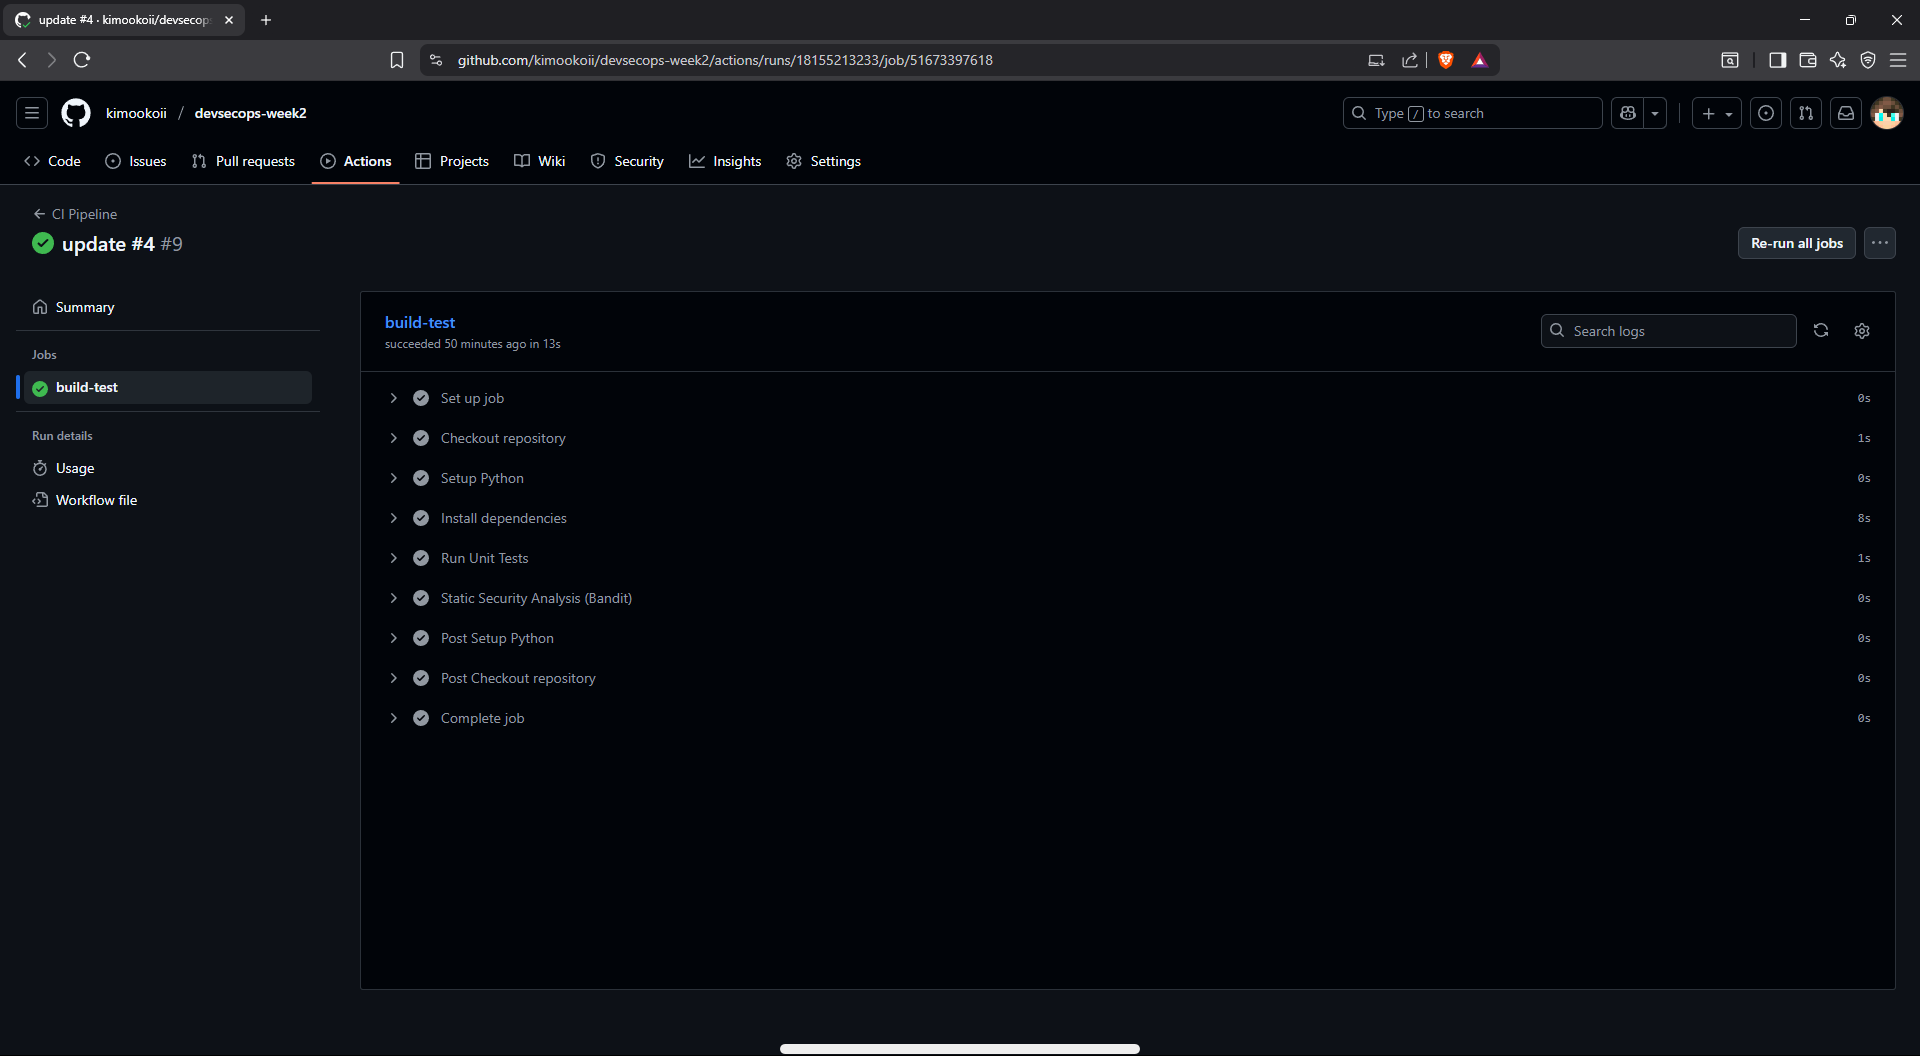 update #4 · kimookoii/devsecop
github.com/kimookoii/devsecops-week2/actions/runs/18155213233/job/51673397618
kimookoii / devsecops-week2
Type / to search
Code Issues Pull requests Actions Projects Wiki Security Insights Settings
CI Pipeline
update #4 #9
Re-run all jobs
Summary
Jobs
build-test
Run details
Usage
Workflow file
build-test
succeeded 50 minutes ago in 13s
Search logs
Set up job 0s
Checkout repository 1s
Setup Python 0s
Install dependencies 8s
Run Unit Tests 1s
Static Security Analysis (Bandit) 0s
Post Setup Python 0s
Post Checkout repository 0s
Complete job 0s